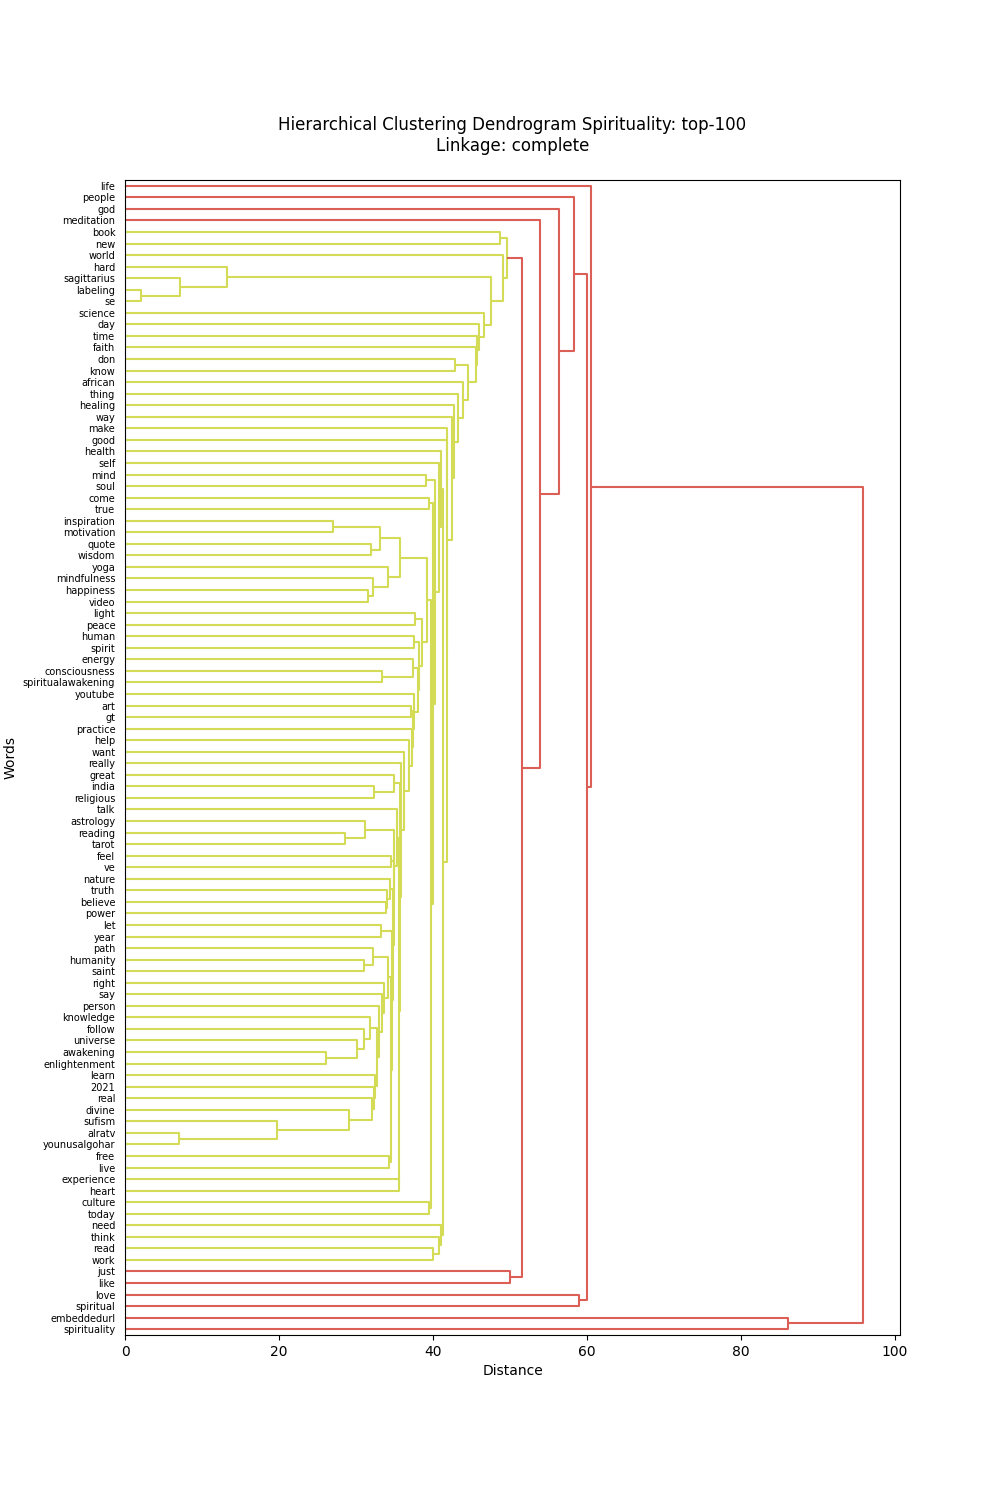 Hierarchical Clustering Dendrogram Spirituality: top-100
Linkage: complete
life
people
god
meditation
book
new
world
hard
sagittarius
labeling
se
science
day
time
faith
don
know
african
thing
healing
way
make
good
health
self
mind
soul
come
true
inspiration
motivation
quote
wisdom
yoga
mindfulness
happiness
video
light
peace
human
spirit
energy
consciousness
spiritualawakening
youtube
art
gt
practice
help
want
really
great
india
religious
talk
astrology
reading
tarot
feel
ve
nature
truth
believe
power
let
year
path
humanity
saint
right
say
person
knowledge
follow
universe
awakening
enlightenment
learn
2021
real
divine
sufism
alratv
younusalgohar
free
live
experience
heart
culture
today
need
think
read
work
just
like
love
spiritual
embeddedurl
spirituality
Words
0 20 40 60 80 100
Distance